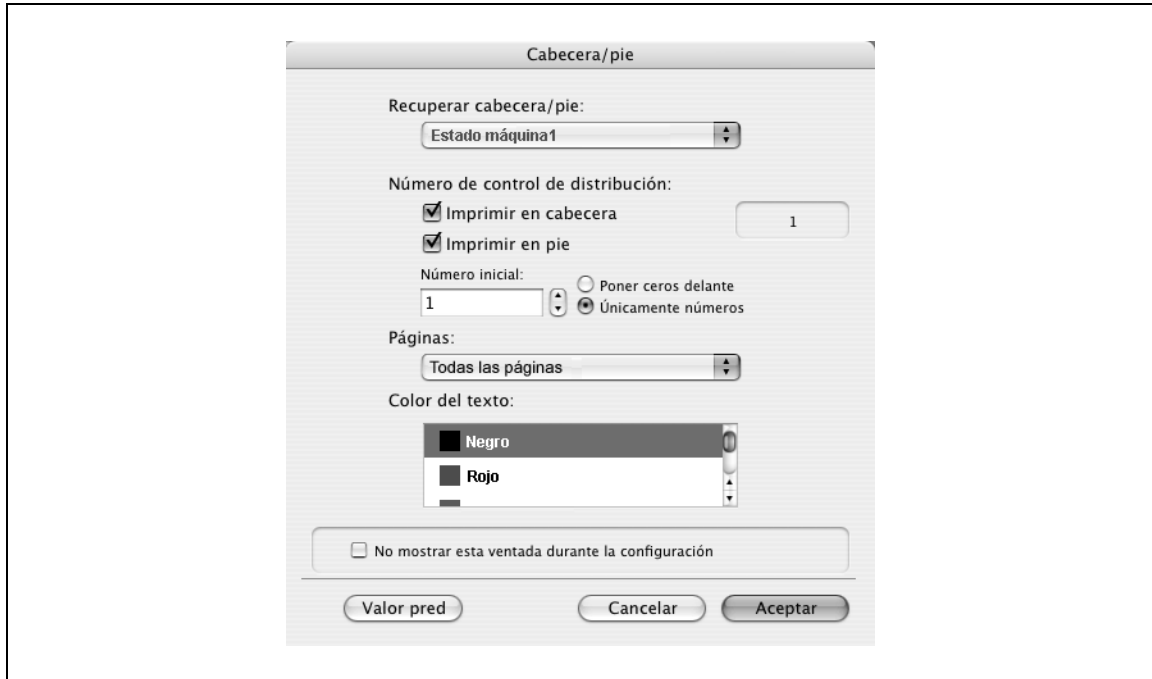 Cabecera/pie
Recuperar cabecera/pie:
Estado máquina1
Número de control de distribución:
Imprimir en cabecera
1
Imprimir en pie
Número inicial:
Poner ceros delante
1
Únicamente números
Páginas:
Todas las páginas
Color del texto:
Negro
Rojo
No mostrar esta ventada durante la configuración
Valor pred Cancelar Aceptar